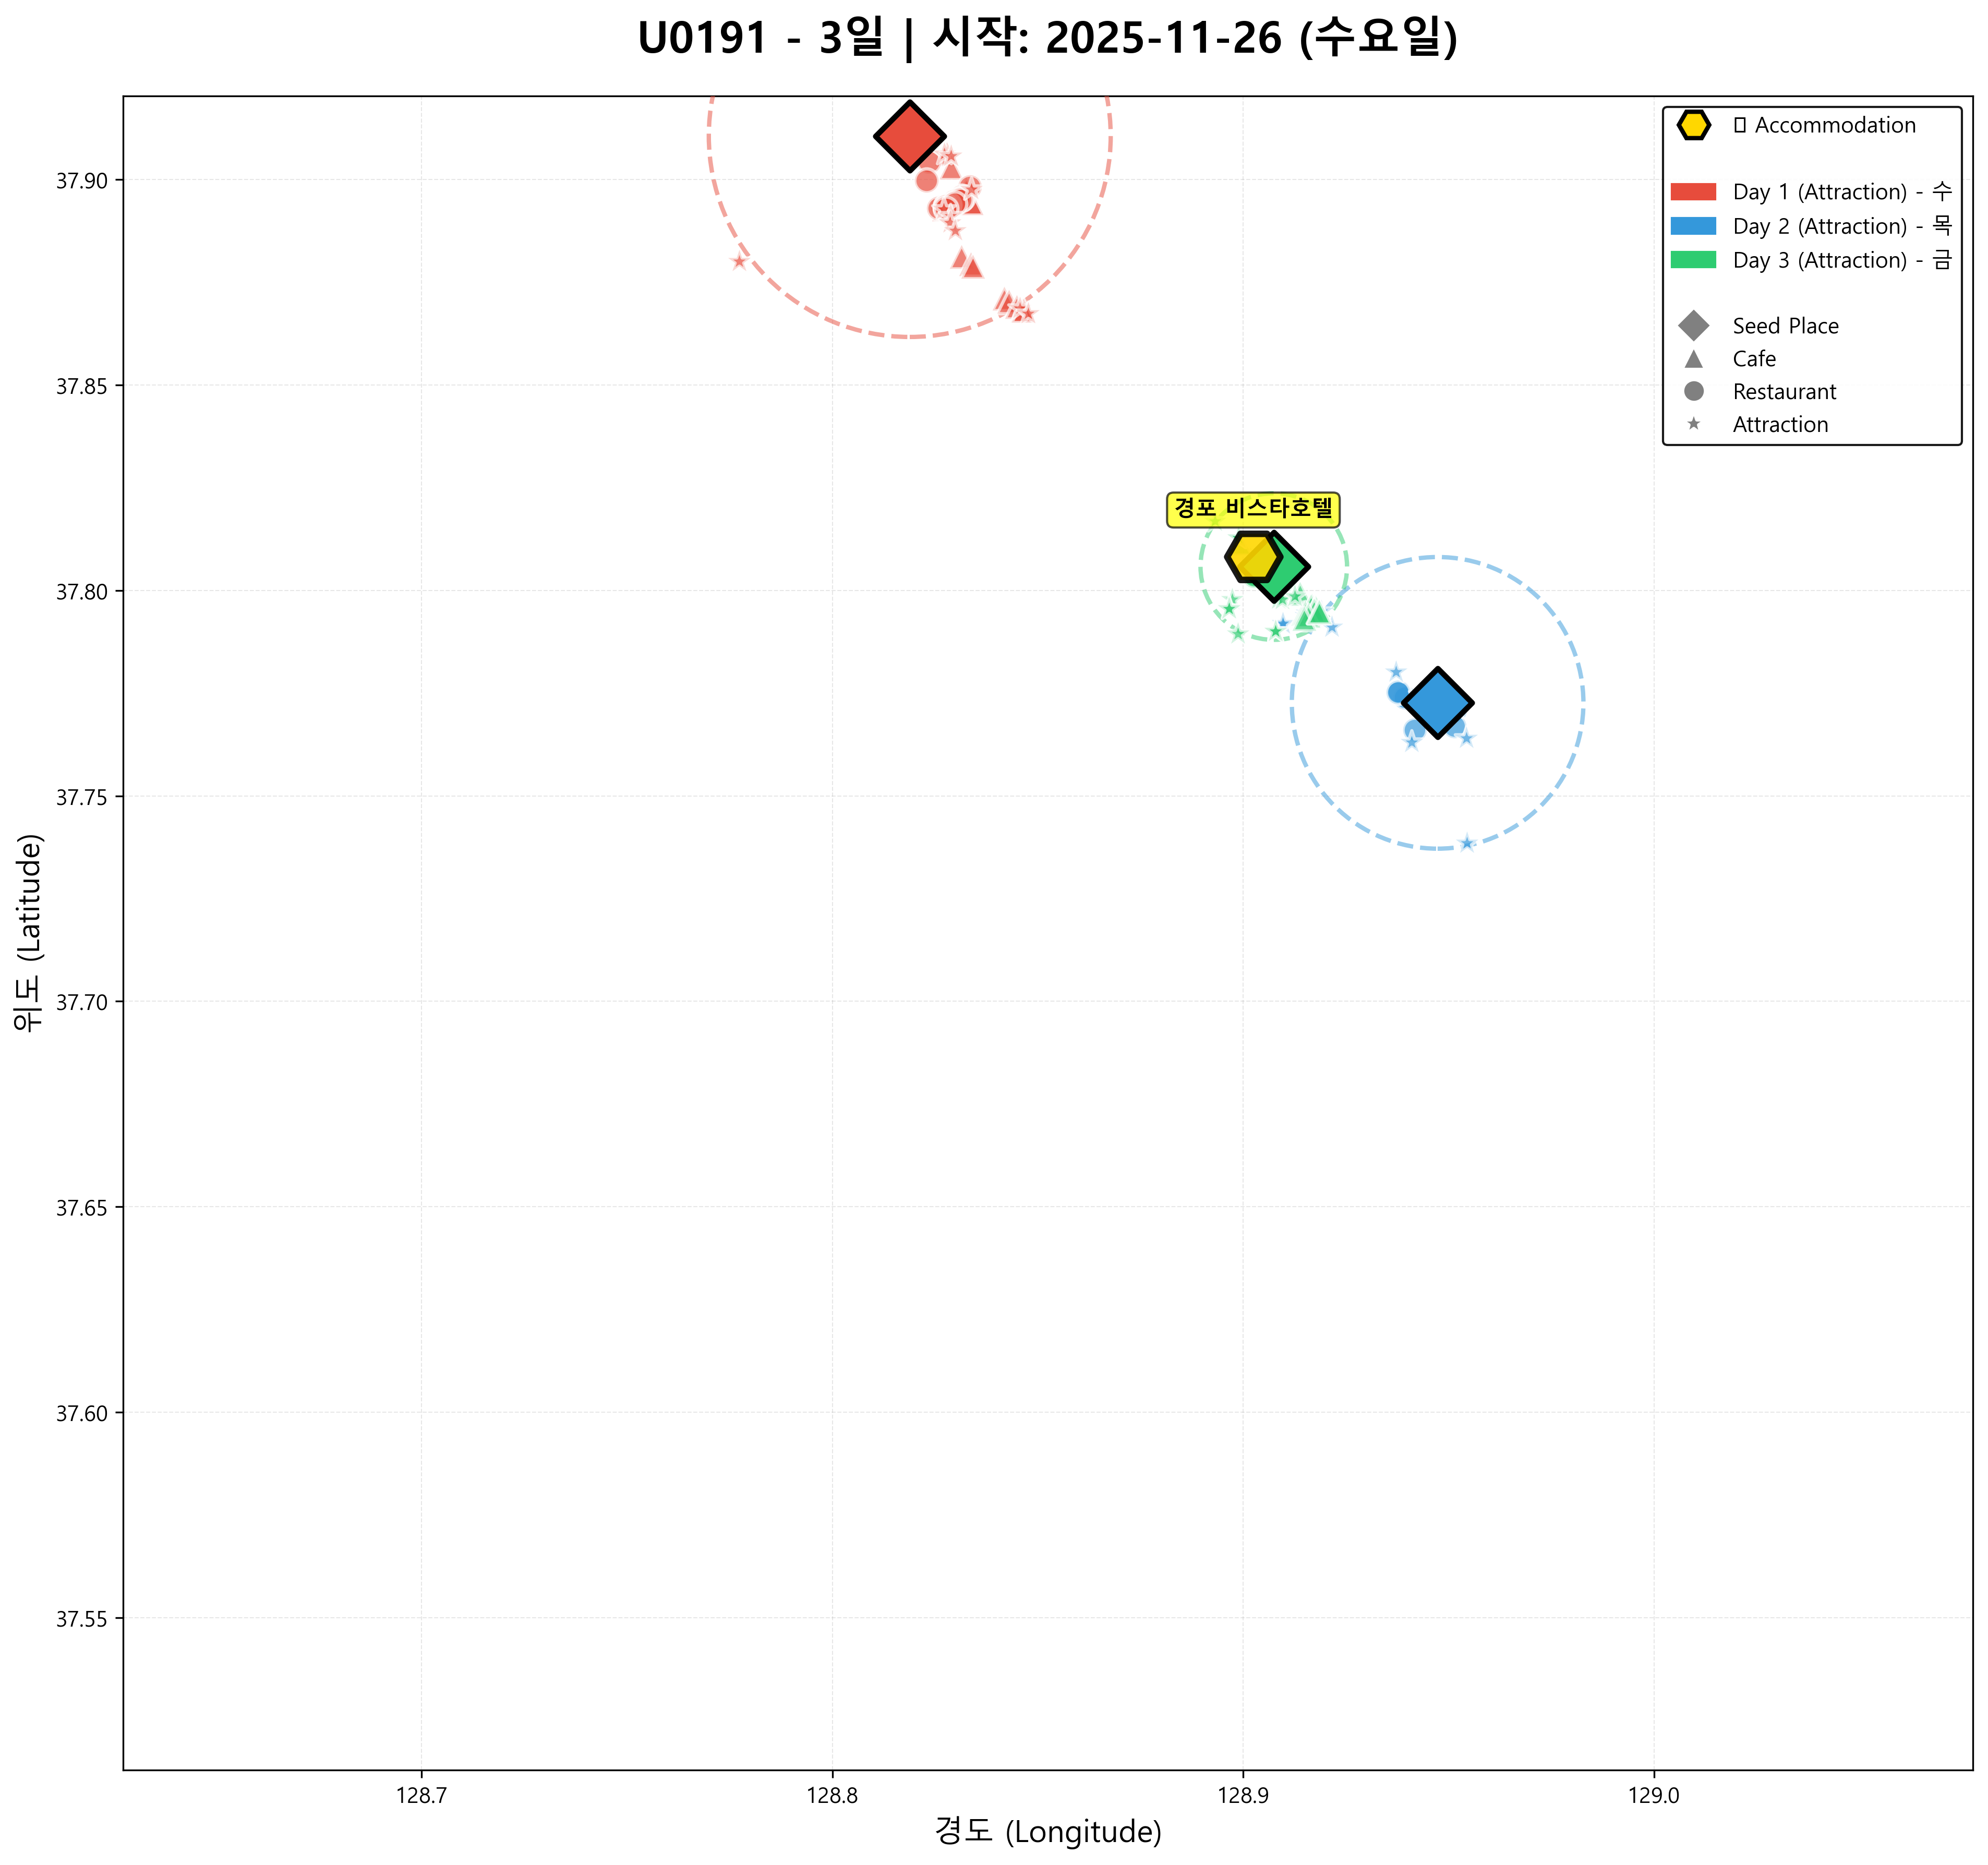 U0191 - 3일 | 시작: 2025-11-26 (수요일)
Accommodation
Day 1 (Attraction) - 수
Day 2 (Attraction) - 목
Day 3 (Attraction) - 금
Seed Place
Cafe
Restaurant
Attraction
경포 비스타호텔
위도 (Latitude)
37.90
37.85
37.80
37.75
37.70
37.65
37.60
37.55
128.7
128.8
128.9
129.0
경도 (Longitude)